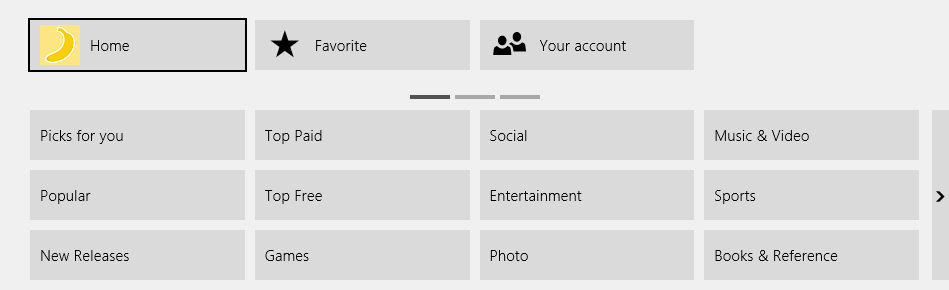 Home
Favorite
Your account
Picks for you
Top Paid
Social
Music & Video
Popular
Top Free
Entertainment
Sports
New Releases
Games
Photo
Books & Reference